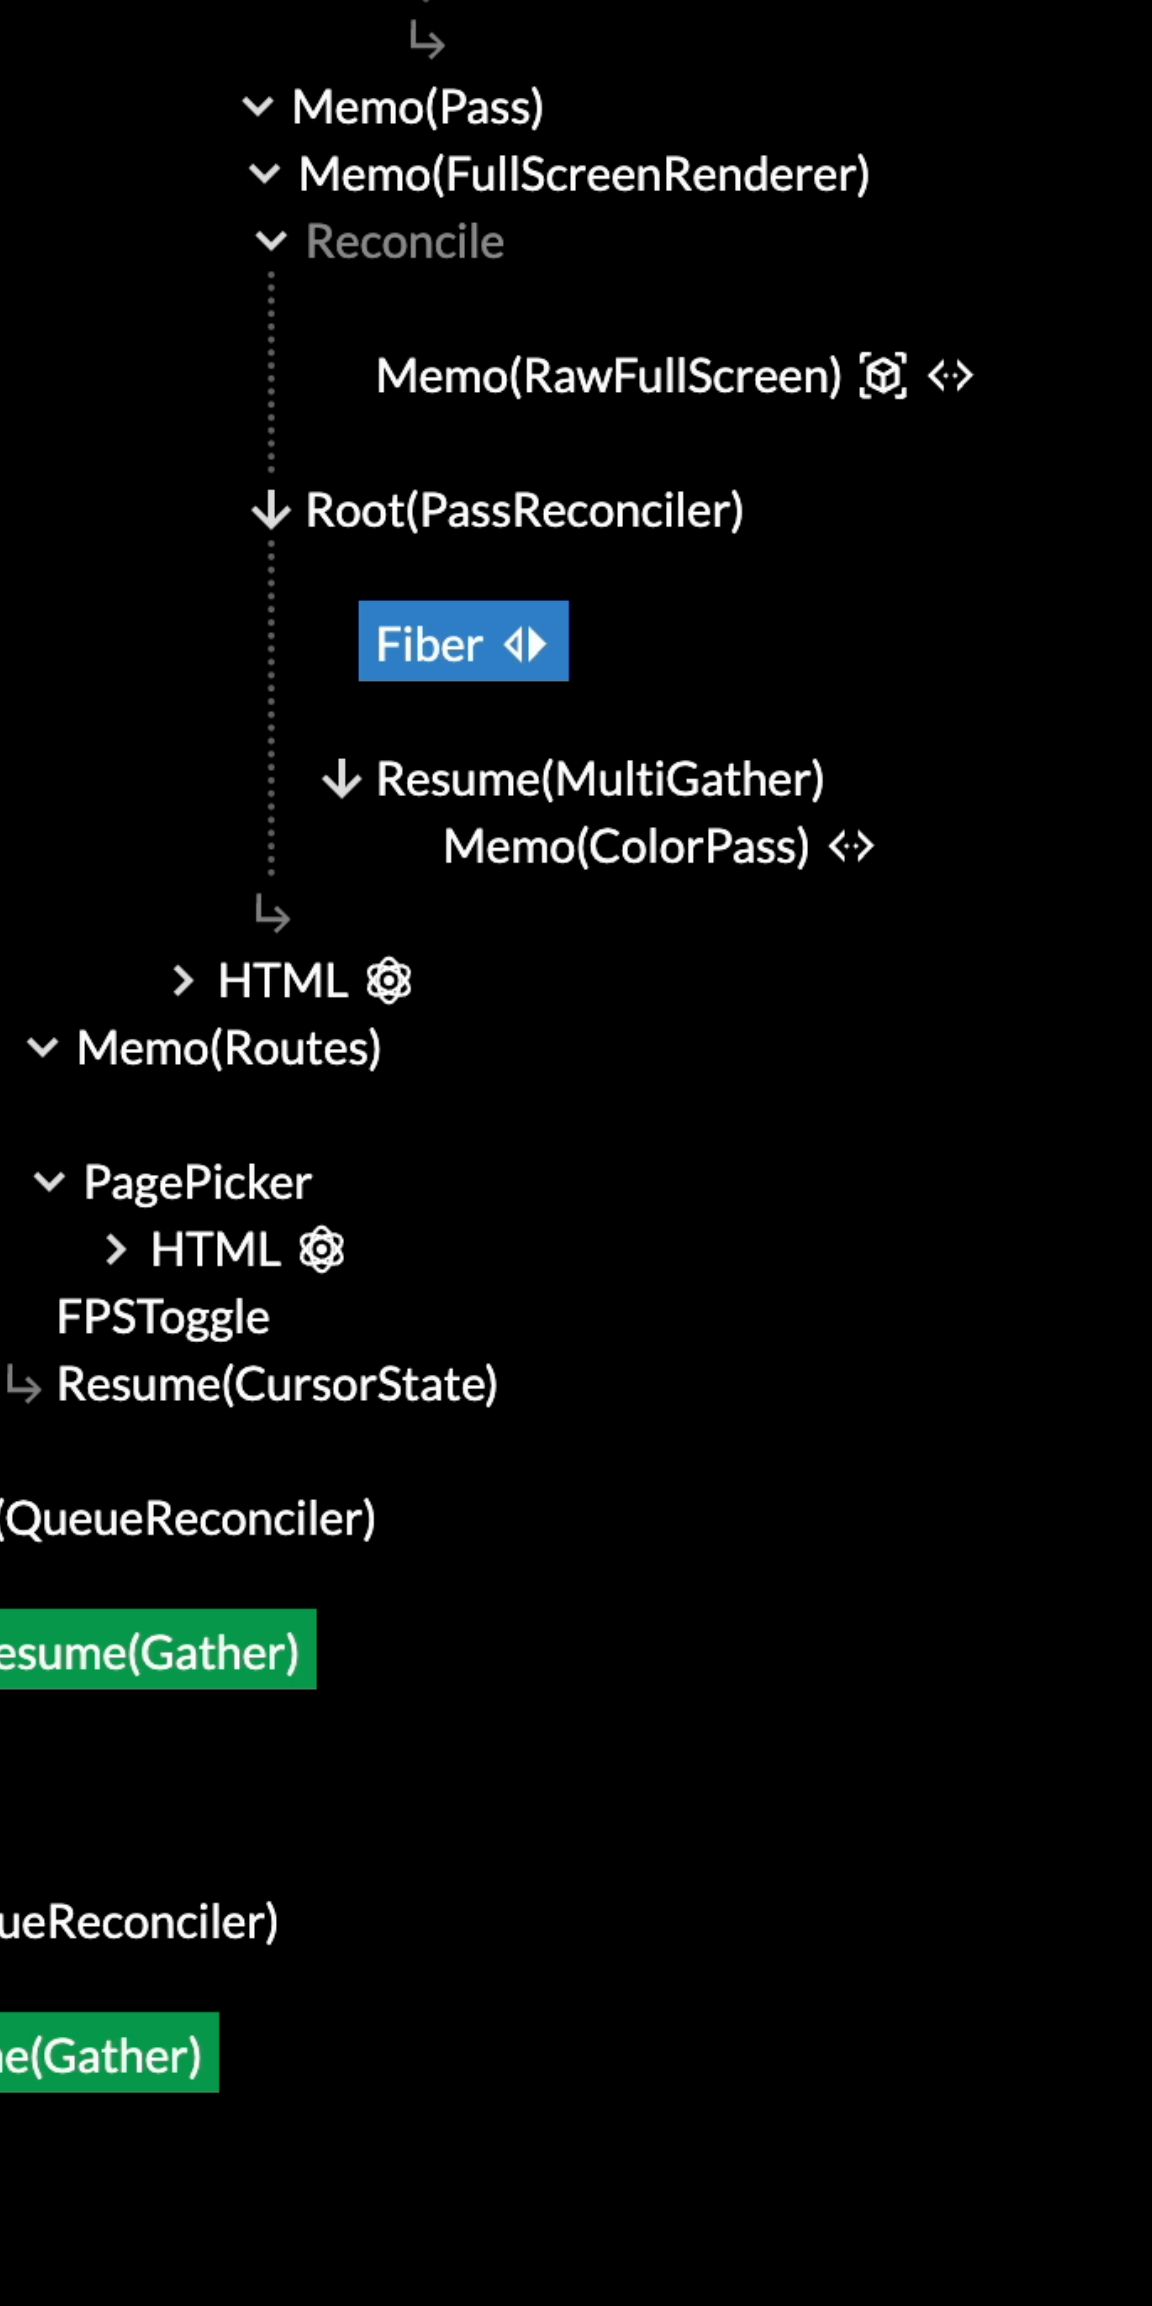 Memo(Pass)
Memo(FullScreenRenderer)
Reconcile
Memo(RawFullScreen)
Root(PassReconciler)
Fiber
Resume(MultiGather)
Memo(ColorPass)
HTML
Memo(Routes)
PagePicker
HTML
FPSToggle
Resume(CursorState)
(QueueReconciler)
esume(Gather)
ueReconciler)
e(Gather)